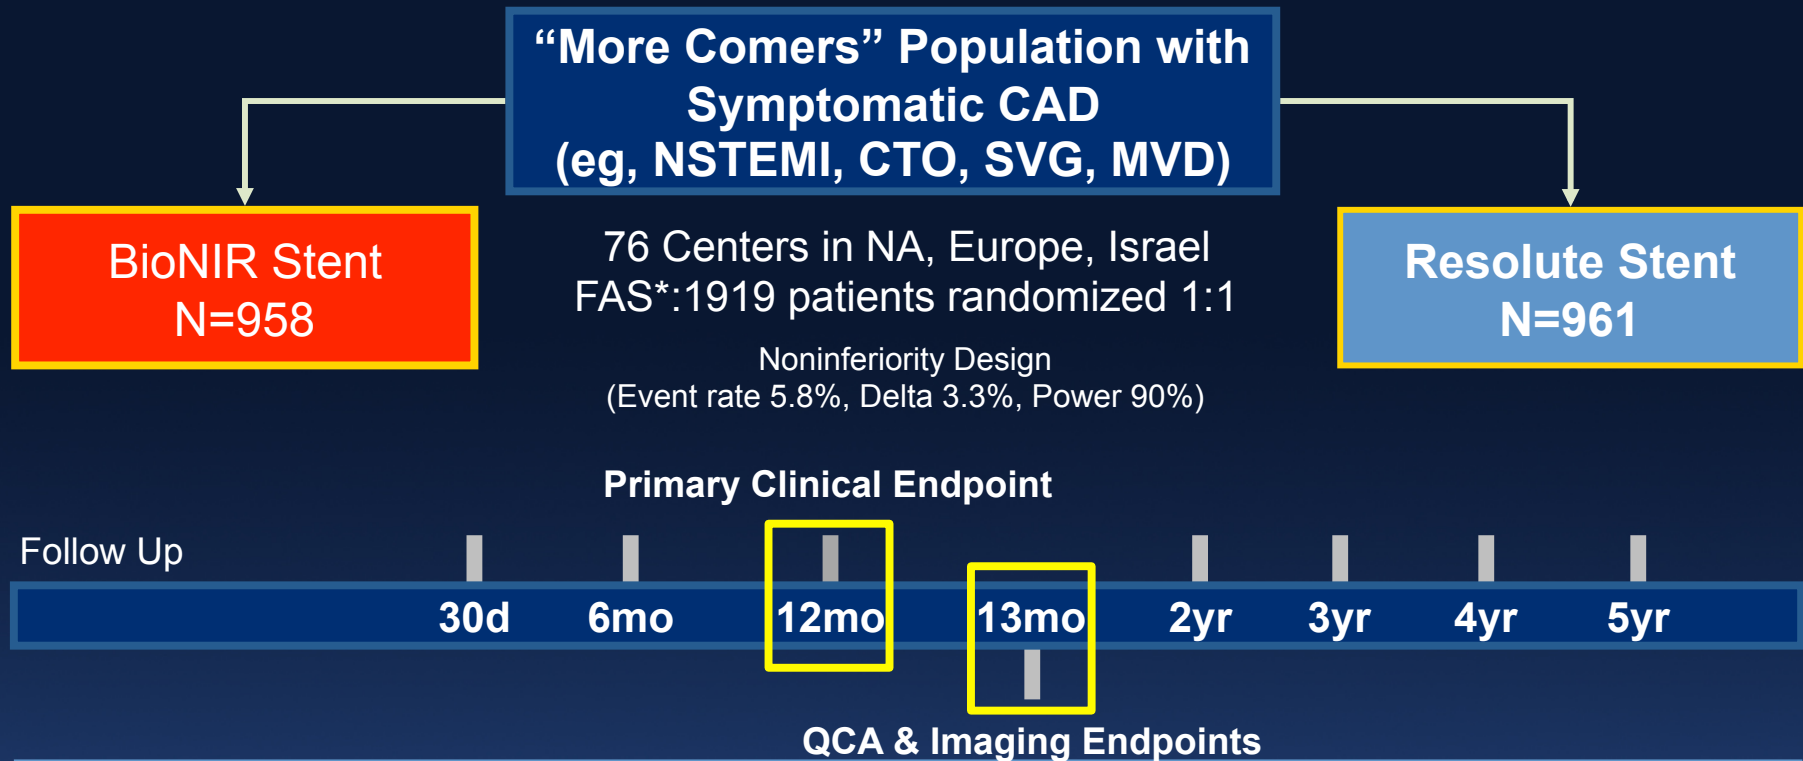 “More Comers” Population with
Symptomatic CAD
(eg, NSTEMI, CTO, SVG, MVD)
BioNIR Stent
N=958
76 Centers in NA, Europe, Israel
FAS*:1919 patients randomized 1:1
Noninferiority Design
(Event rate 5.8%, Delta 3.3%, Power 90%)
Resolute Stent
N=961
Primary Clinical Endpoint
Follow Up
30d 6mo 12mo 13mo 2yr 3yr 4yr 5yr
QCA & Imaging Endpoints